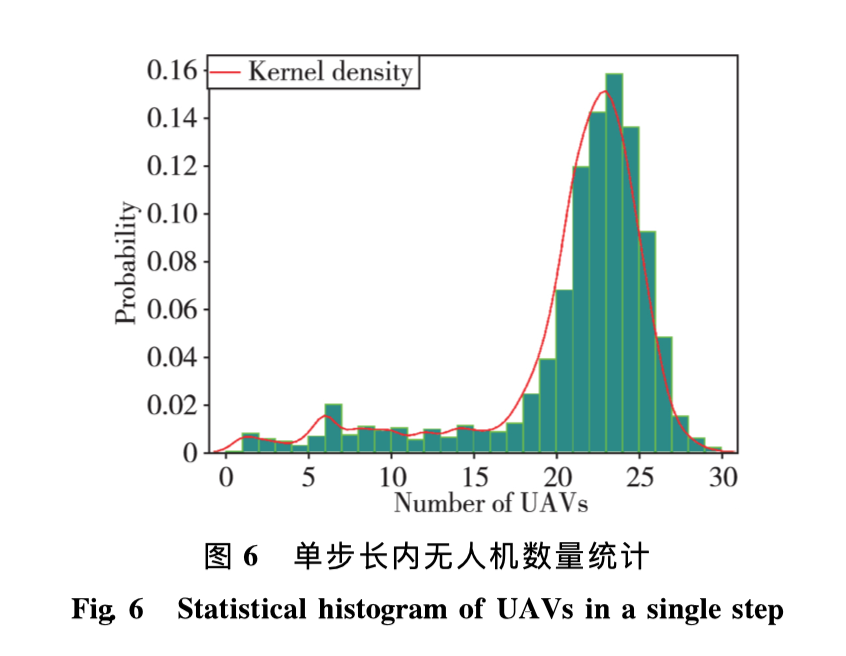 Kernel density
0.16
0.14
0.12
0.10
0.08
0.06
0.04
0.02
0
Probability
0 5 10 15 20 25 30
Number of UAVs
图 6 单步长内无人机数量统计
Fig. 6 Statistical histogram of UAVs in a single step